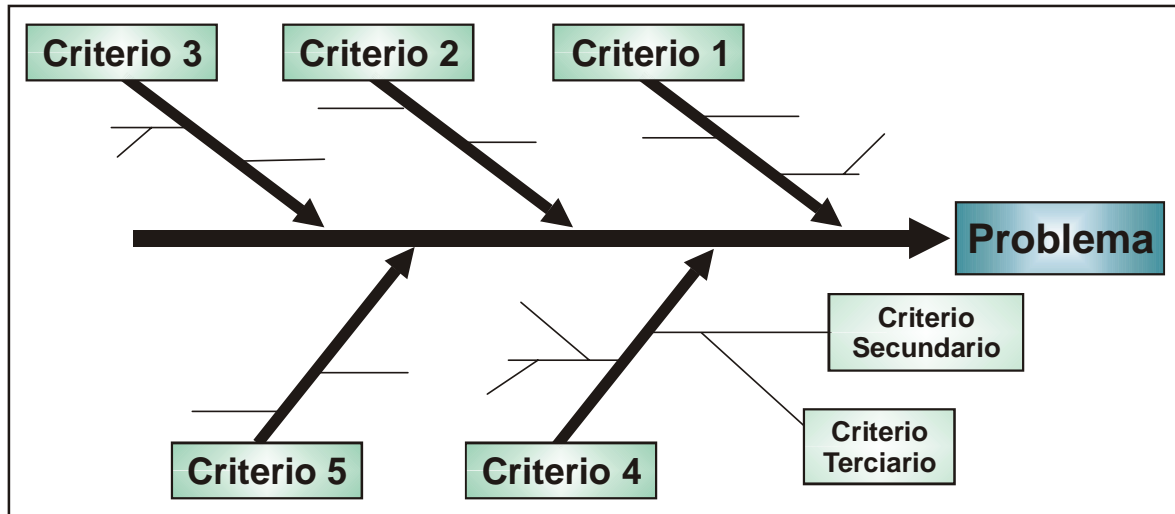 Criterio 3
Criterio 2
Criterio 1
Problema
Criterio
Secundario
Criterio
Terciario
Criterio 5
Criterio 4